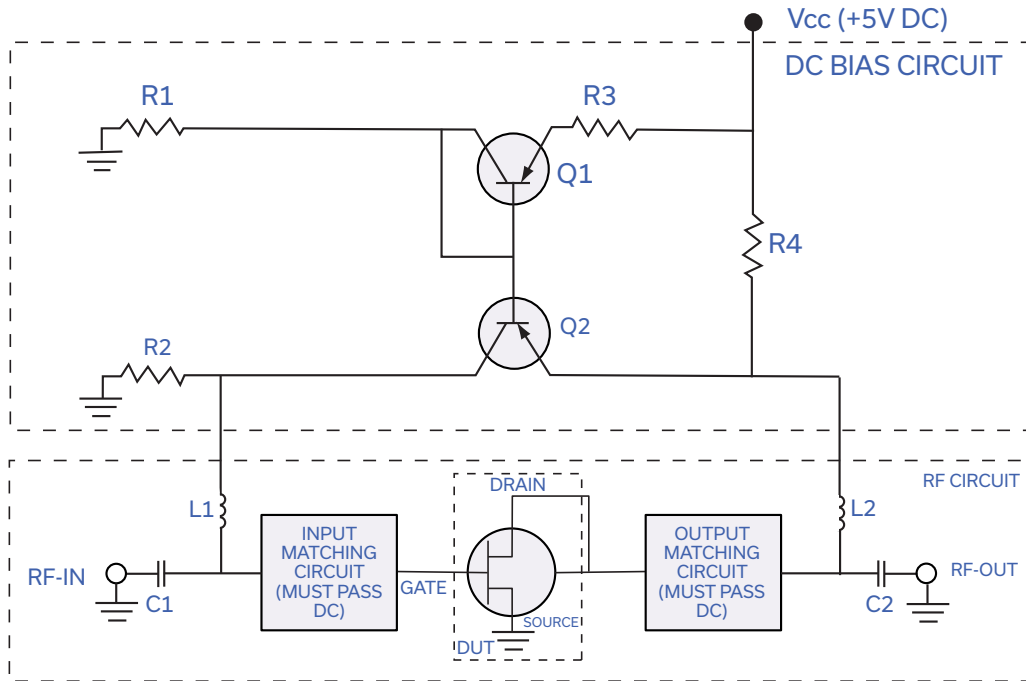 Vcc (+5V DC)
DC BIAS CIRCUIT
R1
R3
Q1
R4
Q2
R2
RF CIRCUIT
DRAIN
L1
L2
INPUT
MATCHING
CIRCUIT
(MUST PASS
DC)
OUTPUT
MATCHING
CIRCUIT
(MUST PASS
DC)
RF-IN
C1
GATE
SOURCE
DUT
C2
RF-OUT